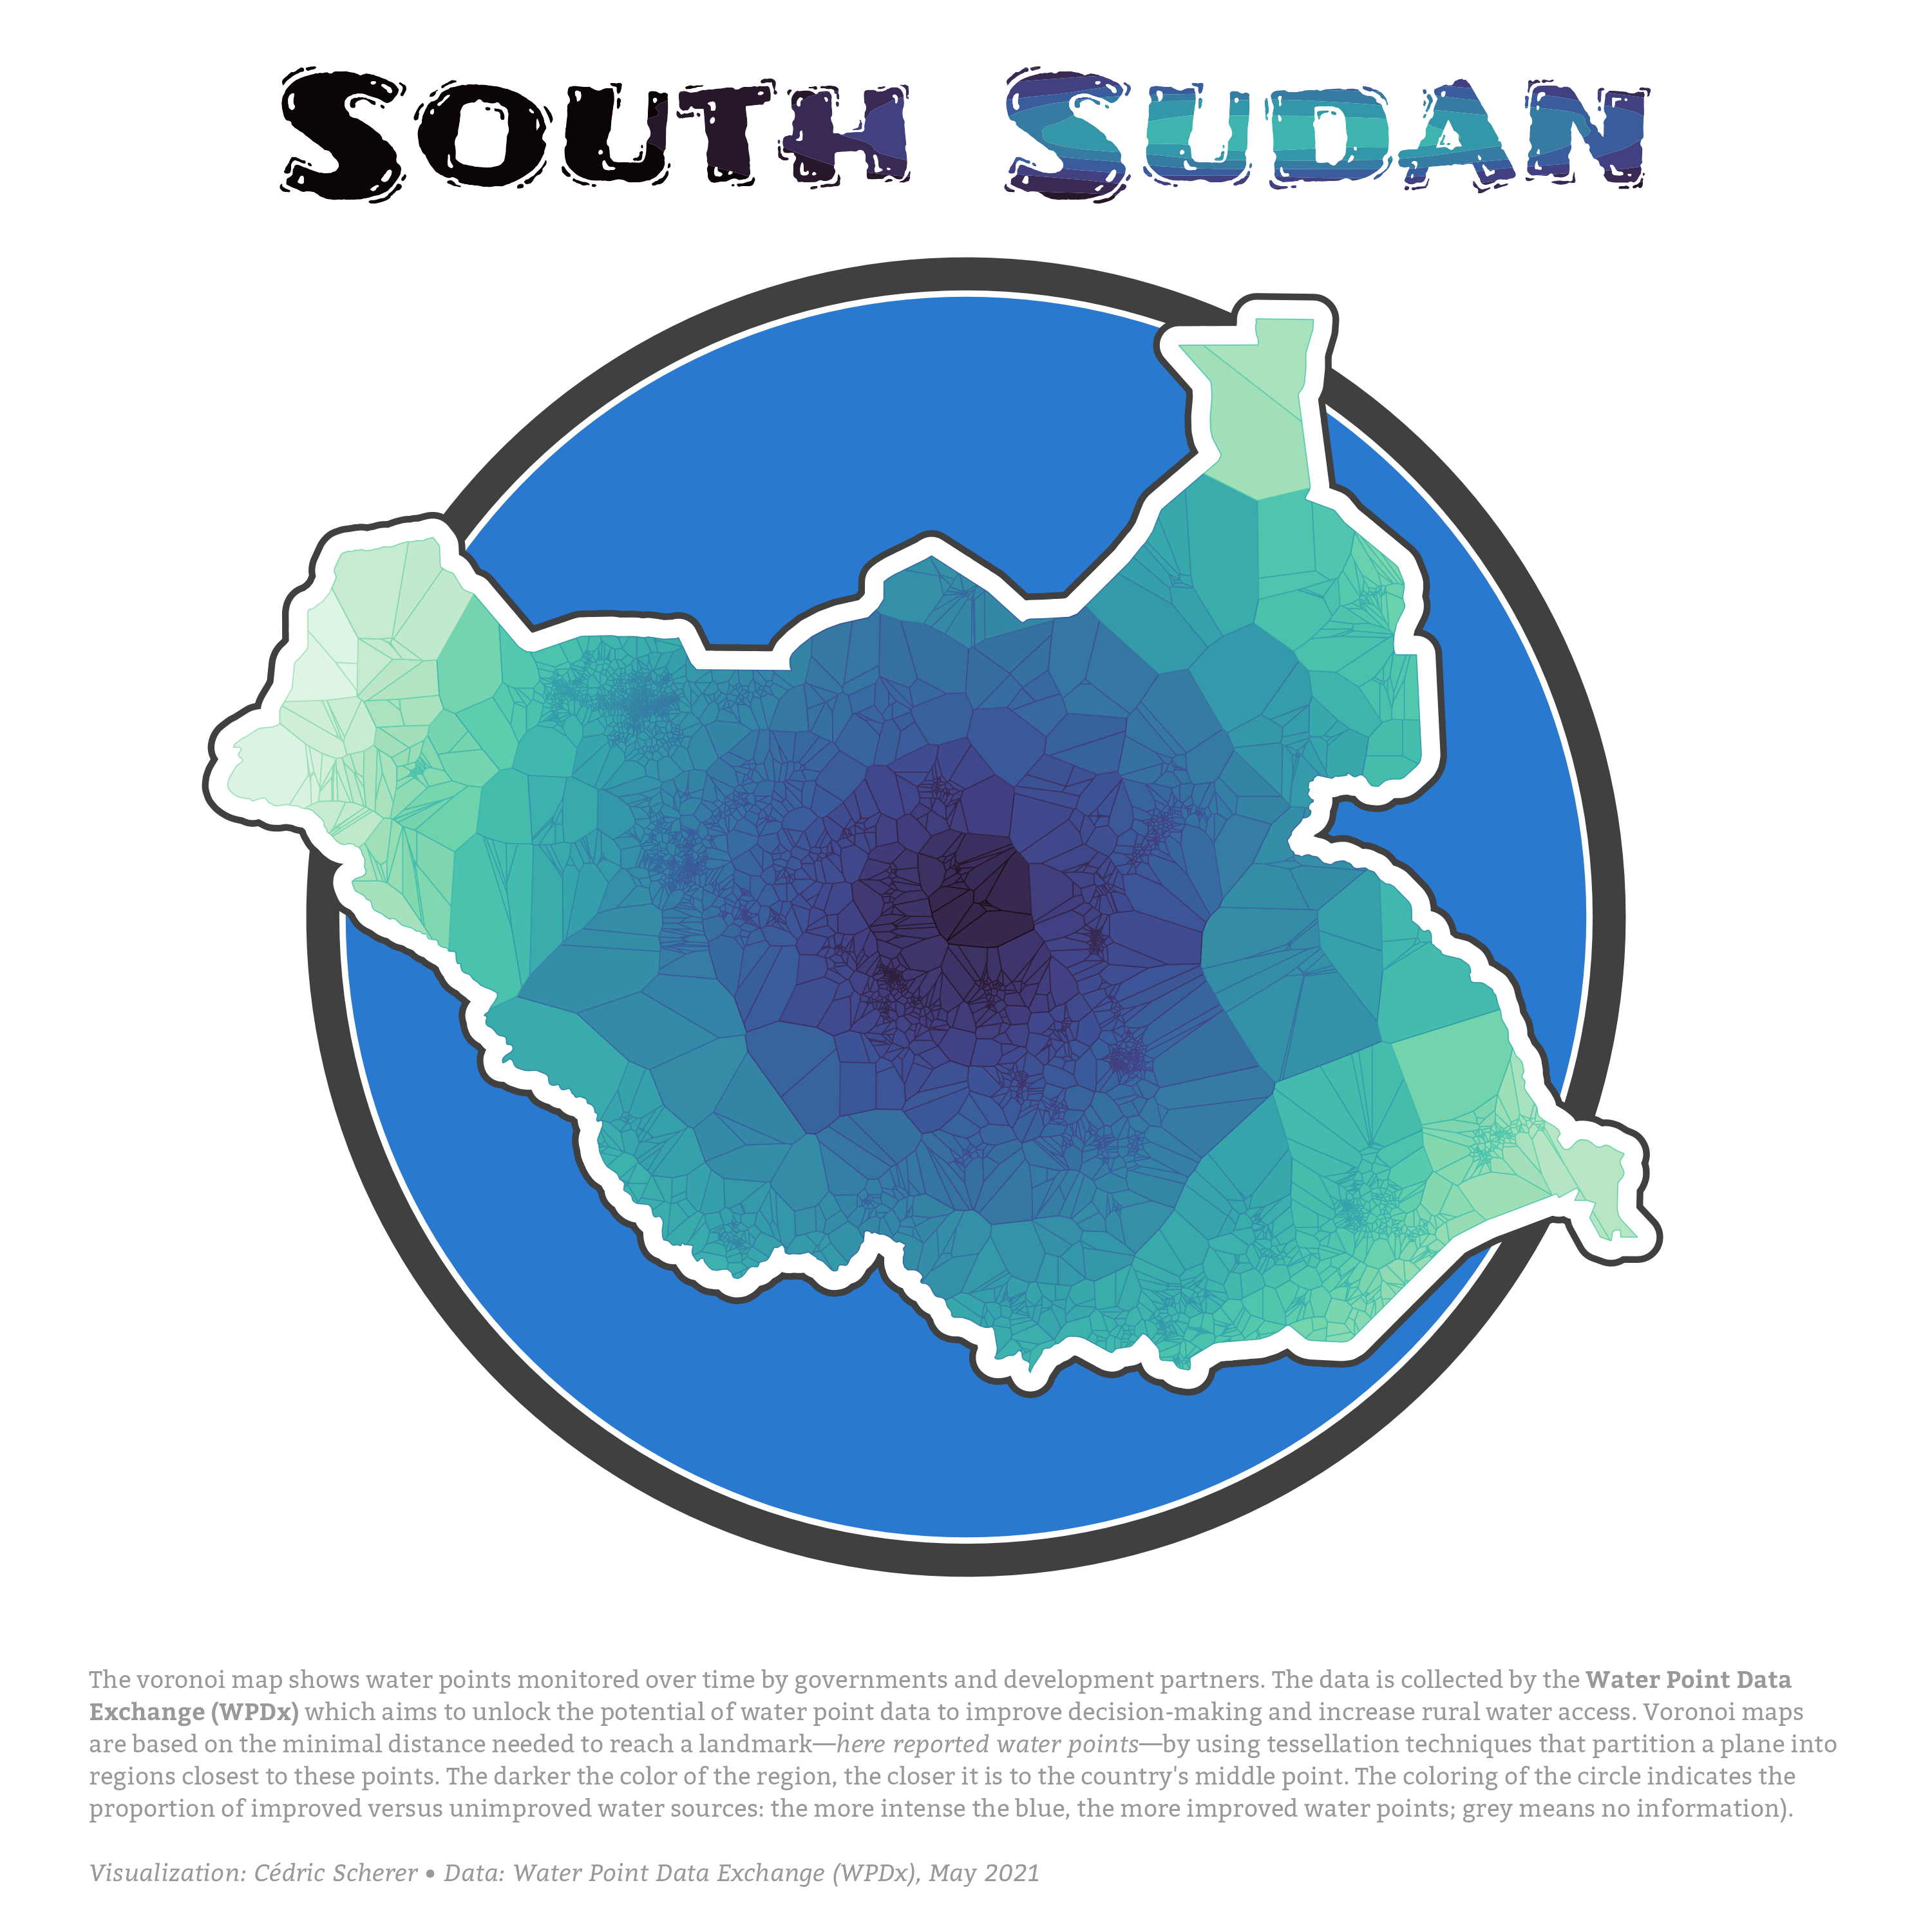 South Sudan
The voronoi map shows water points monitored over time by governments and development partners. The data is collected by the Water Point Data
Exchange (WPDx) which aims to unlock the potential of water point data to improve decision-making and increase rural water access. Voronoi maps
are based on the minimal distance needed to reach a landmark—here reported water points—by using tessellation techniques that partition a plane into
regions closest to these points. The darker the color of the region, the closer it is to the country's middle point. The coloring of the circle indicates the
proportion of improved versus unimproved water sources: the more intense the blue, the more improved water points; grey means no information).
Visualization: Cédric Scherer • Data: Water Point Data Exchange (WPDx), May 2021